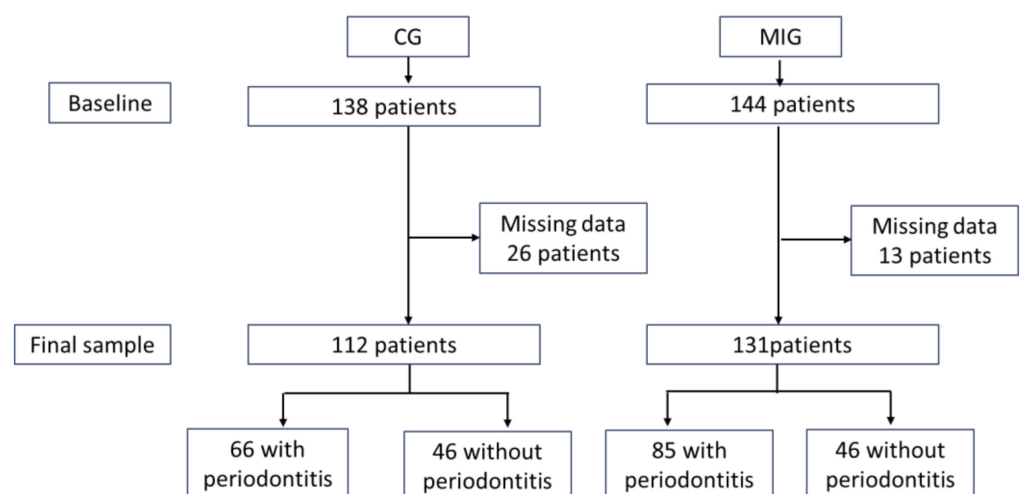 CG
MIG
Baseline
138 patients
144 patients
Missing data
26 patients
Missing data
13 patients
Final sample
112 patients
131patients
66 with
periodontitis
46 without
periodontitis
85 with
periodontitis
46 without
periodontitis